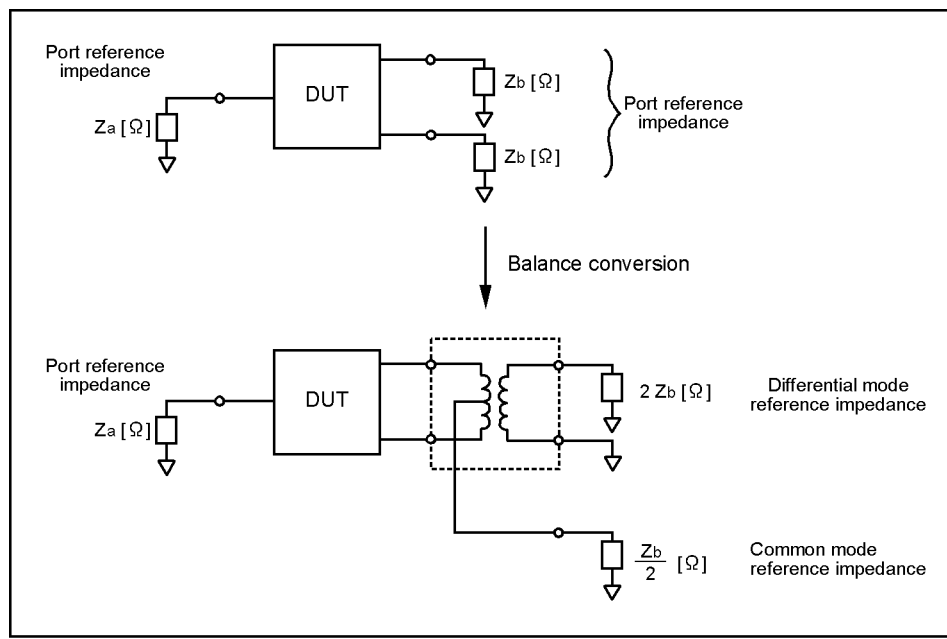 Port reference
impedance
DUT
Za [Ω]
Zb [Ω]
Zb [Ω]
Port reference
impedance
Balance conversion
Port reference
impedance
DUT
Za [Ω]
2 Zb [Ω]
Differential mode
reference impedance
Zb
2
[Ω]
Common mode
reference impedance